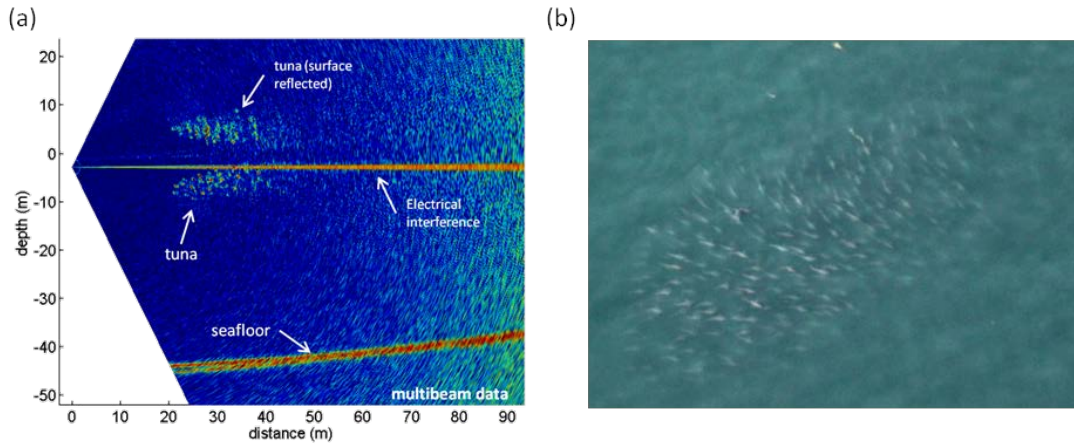 (a)
(b)
20
10
0
-10
-20
-30
-40
-50
depth (m)
tuna (surface
reflected)
Electrical
interference
tuna
seafloor
multibeam data
0 10 20 30 40 50 60 70 80 90
distance (m)